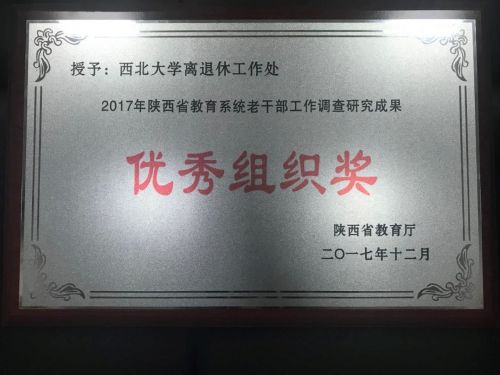 授予：西北大学离退休工作处
2017年陕西省教育系统老干部工作调查研究成果
优秀组织奖
陕西省教育厅
二〇一七年十二月